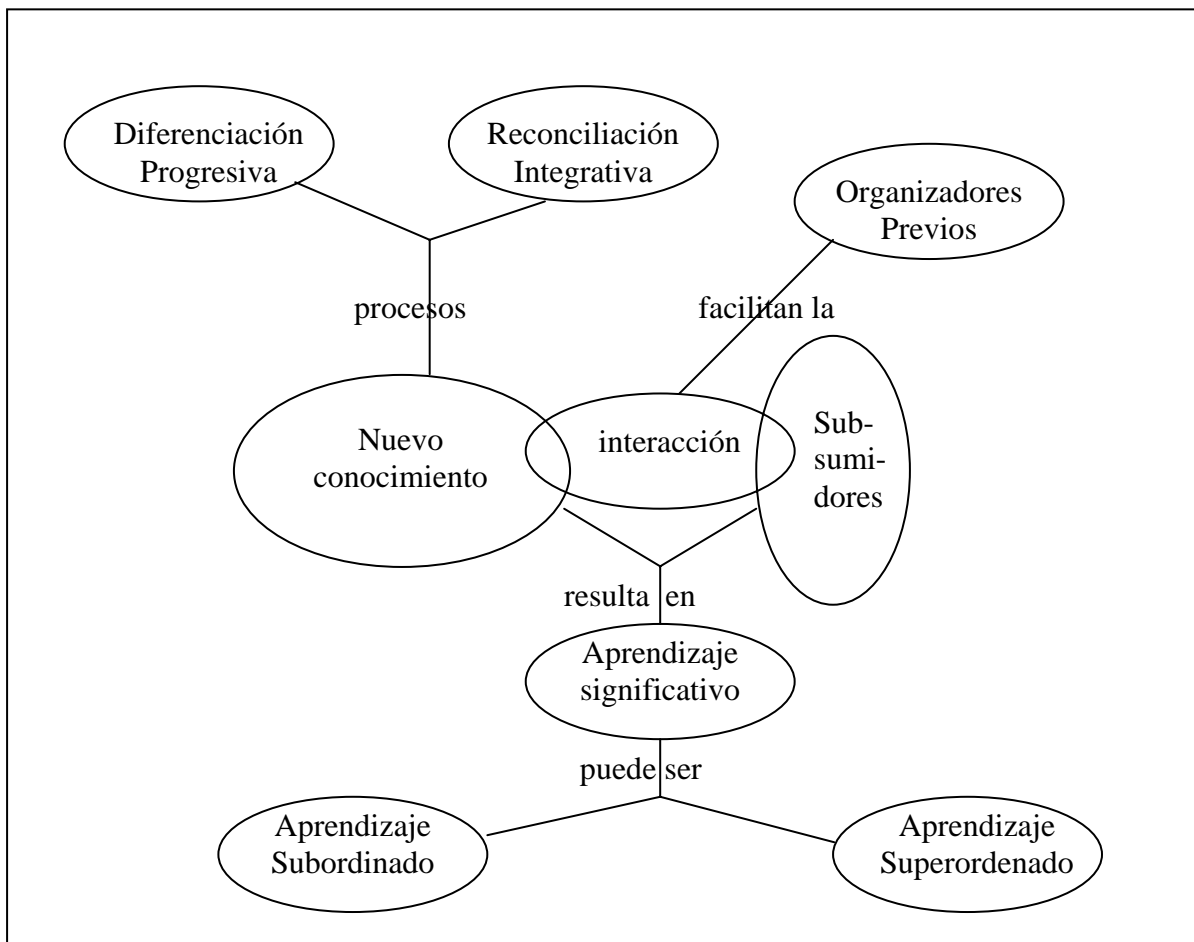 Diferenciación
Progresiva
Reconciliación
Integrativa
Organizadores
Previos
procesos
facilitan la
Nuevo
conocimiento
interacción
Sub-
sumi-
dores
resulta en
Aprendizaje
significativo
puede ser
Aprendizaje
Subordinado
Aprendizaje
Superordenado